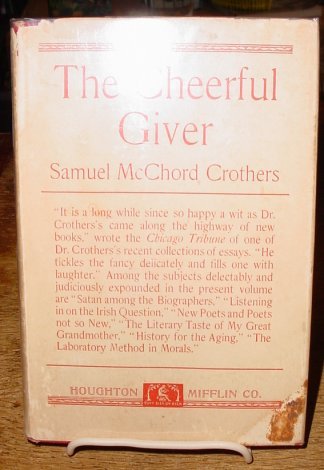 The Cheerful
Giver
Samuel McChord Crothers
"It is a long while since so happy a wit as Dr.
Crothers's came along the highway of new
books," wrote the Chicago Tribune of one of
Dr. Crothers's recent collections of essays. "He
tickles the fancy delicately and fills one with
laughter." Among the subjects delectably and
judiciously expounded in the present volume
are "Satan among the Biographers," "Listening
in on the Irish Question," "New Poets and Poets
not so New," "The Literary Taste of My Great
Grandmother," "History for the Aging," "The
Laboratory Method in Morals."
HOUGHTON MIFFLIN CO.